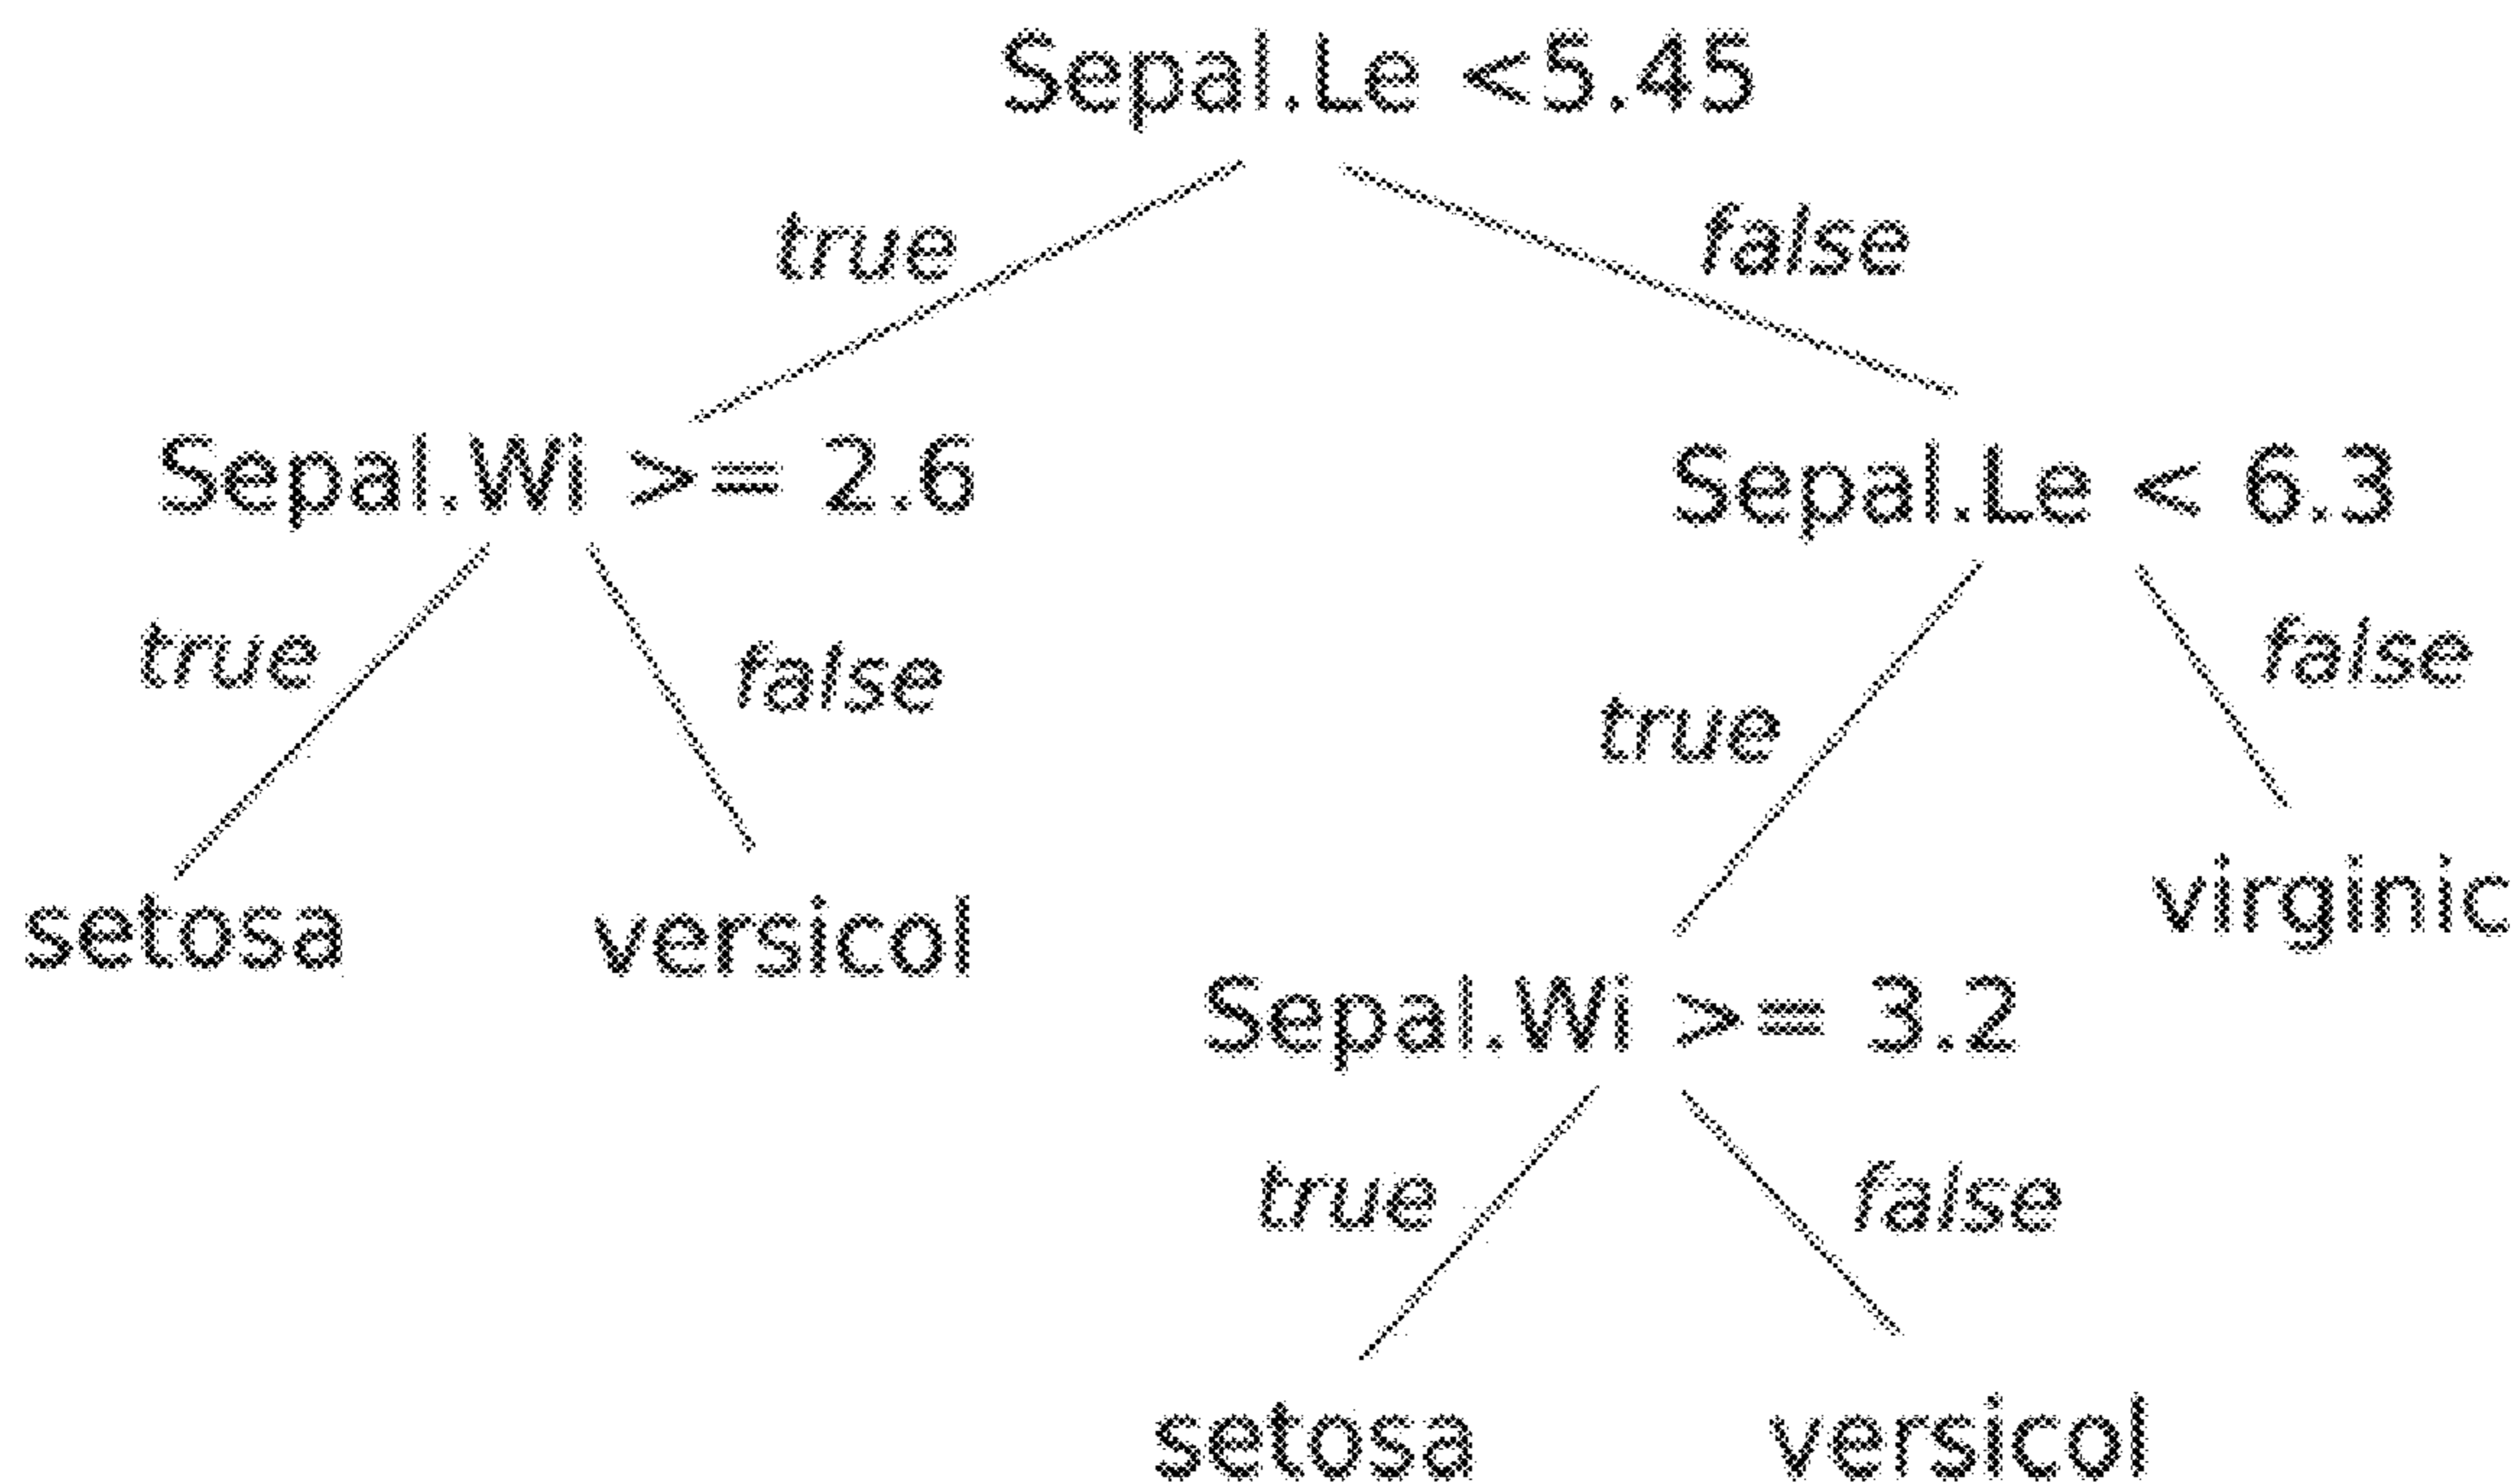 Sepal.Le <5.45
true
false
Sepal.Wi >= 2.6
Sepal.Le < 6.3
true
false
true
false
setosa
versicol
virginic
Sepal.Wi >= 3.2
true
false
setosa
versicol